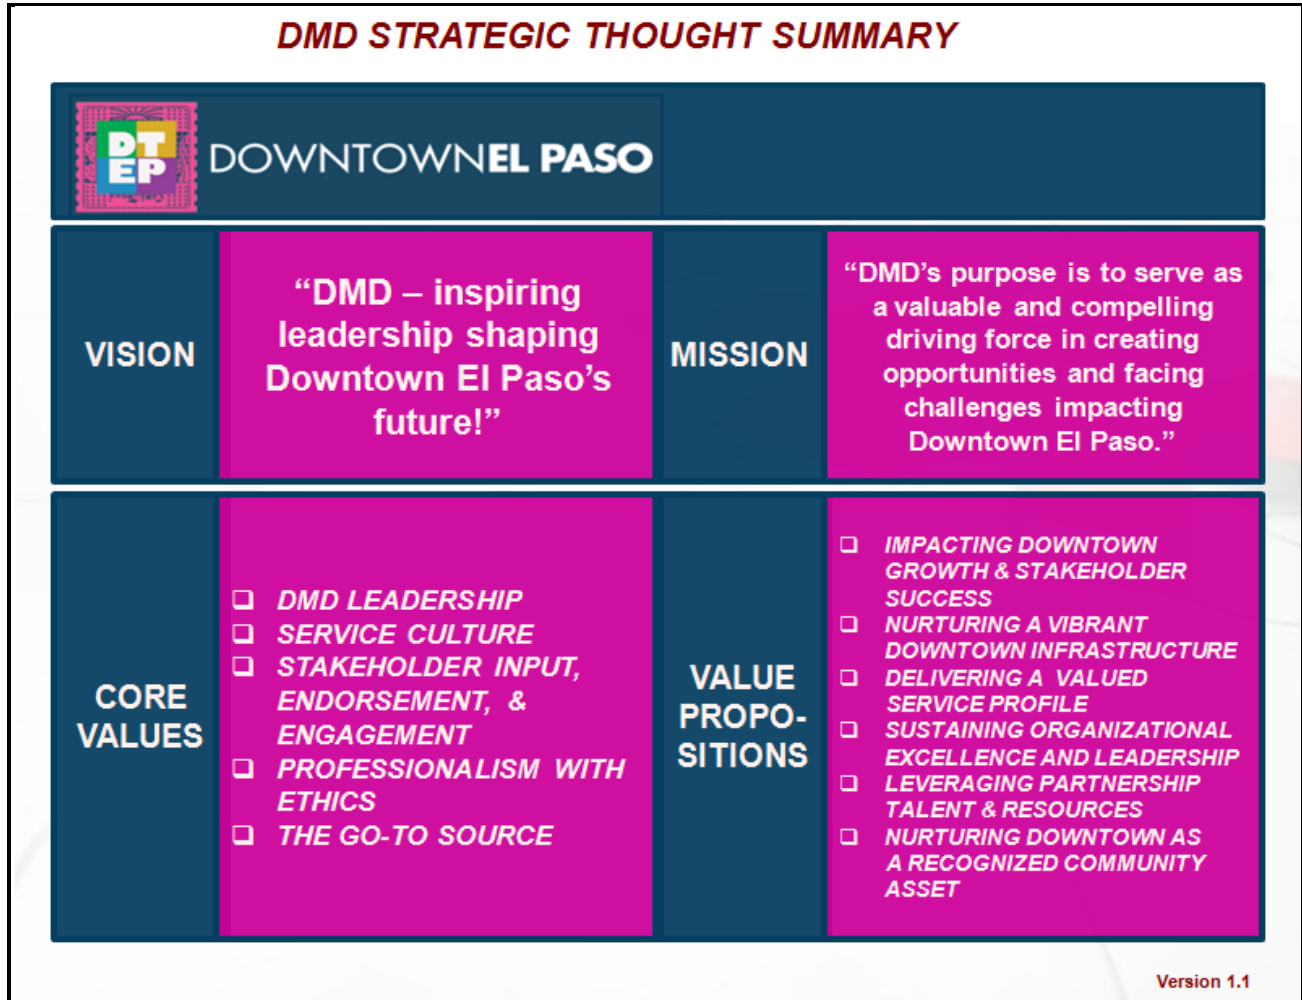 DMD STRATEGIC THOUGHT SUMMARY
DT
EP
DOWNTOWNEL PASO
VISION
“DMD – inspiring
leadership shaping
Downtown El Paso’s
future!”
MISSION
“DMD’s purpose is to serve as
a valuable and compelling
driving force in creating
opportunities and facing
challenges impacting
Downtown El Paso.”
CORE
VALUES
❑ DMD LEADERSHIP
❑ SERVICE CULTURE
❑ STAKEHOLDER INPUT,
ENDORSEMENT, &
ENGAGEMENT
❑ PROFESSIONALISM WITH
ETHICS
❑ THE GO-TO SOURCE
VALUE
PROPO-
SITIONS
❑ IMPACTING DOWNTOWN
GROWTH & STAKEHOLDER
SUCCESS
❑ NURTURING A VIBRANT
DOWNTOWN INFRASTRUCTURE
❑ DELIVERING A VALUED
SERVICE PROFILE
❑ SUSTAINING ORGANIZATIONAL
EXCELLENCE AND LEADERSHIP
❑ LEVERAGING PARTNERSHIP
TALENT & RESOURCES
❑ NURTURING DOWNTOWN AS
A RECOGNIZED COMMUNITY
ASSET
Version 1.1